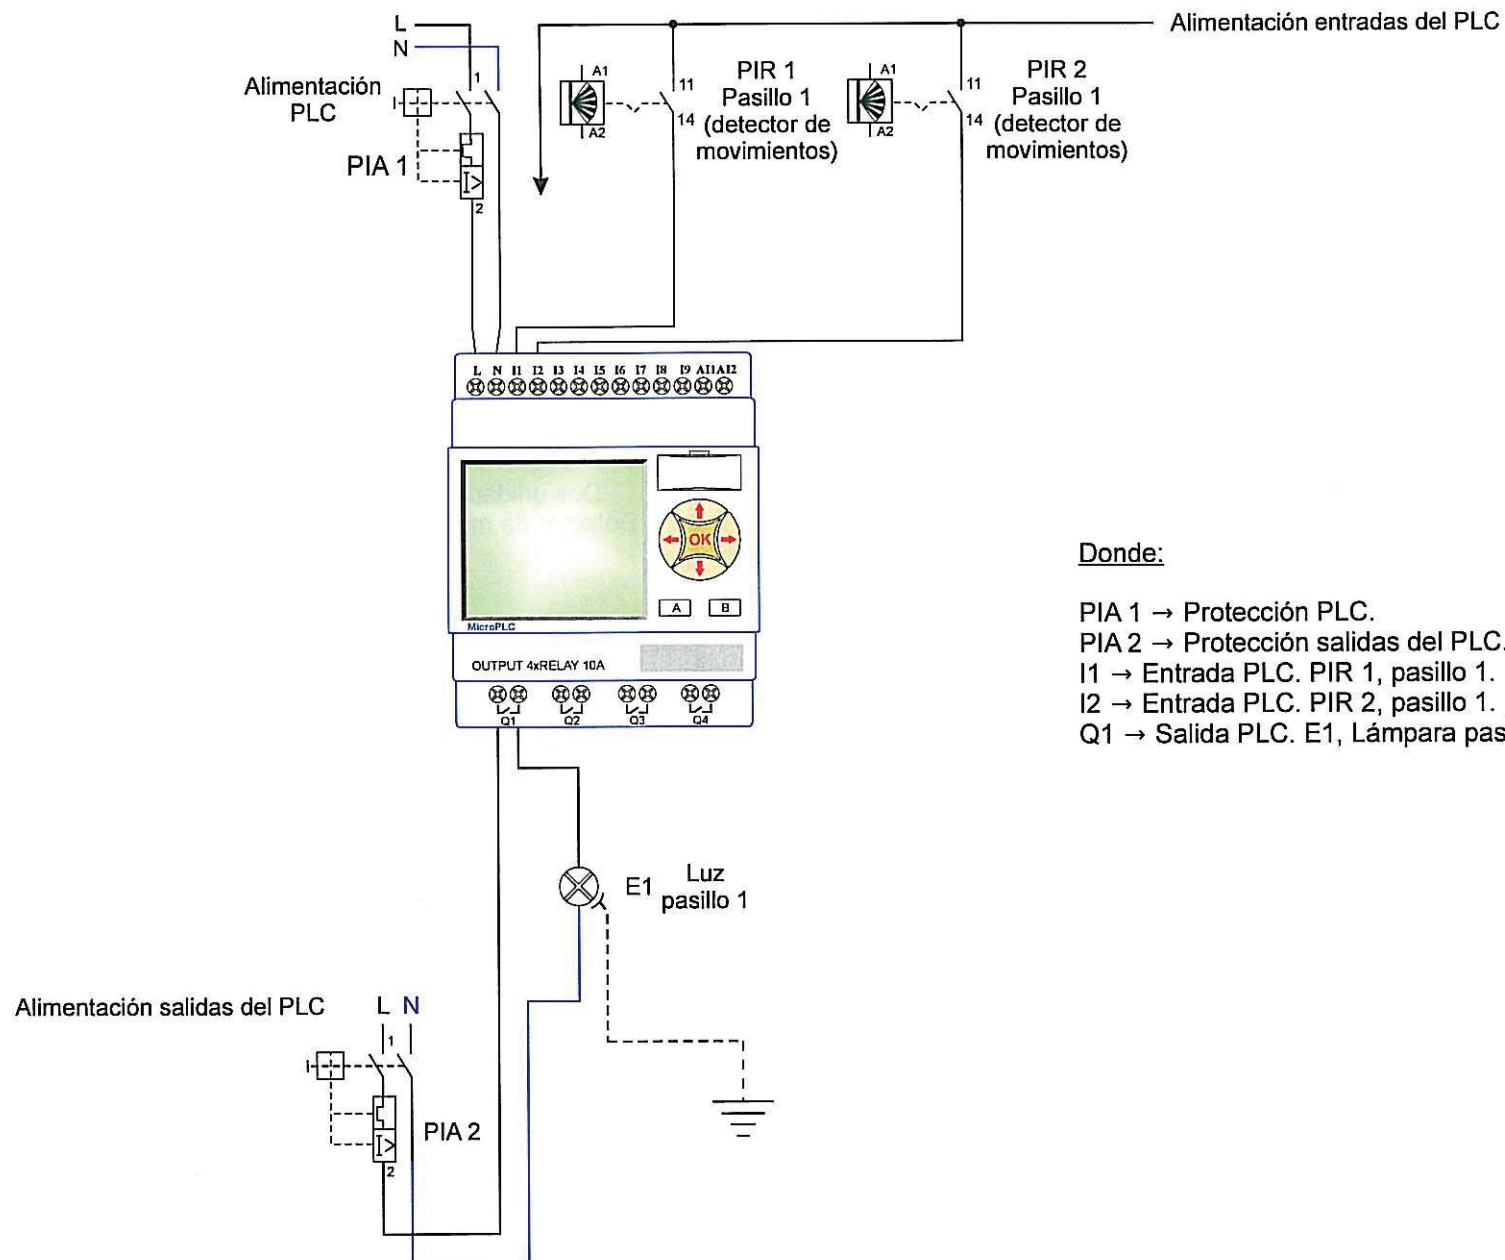 L
N
Alimentación entradas del PLC
Alimentación
PLC
1
PIA 1
2
A1
A2
PIR 1
Pasillo 1
(detector de
movimientos)
11
14
A1
A2
PIR 2
Pasillo 1
(detector de
movimientos)
11
14
L N I1 I2 I3 I4 I5 I6 I7 I8 I9 AI1 AI2
OK
A B
MicroPLC
OUTPUT 4xRELAY 10A
Q1 Q2 Q3 Q4
Donde:
PIA 1 → Protección PLC.
PIA 2 → Protección salidas del PLC.
I1 → Entrada PLC. PIR 1, pasillo 1.
I2 → Entrada PLC. PIR 2, pasillo 1.
Q1 → Salida PLC. E1, Lámpara pas
E1
Luz
pasillo 1
Alimentación salidas del PLC
L N
1
PIA 2
2